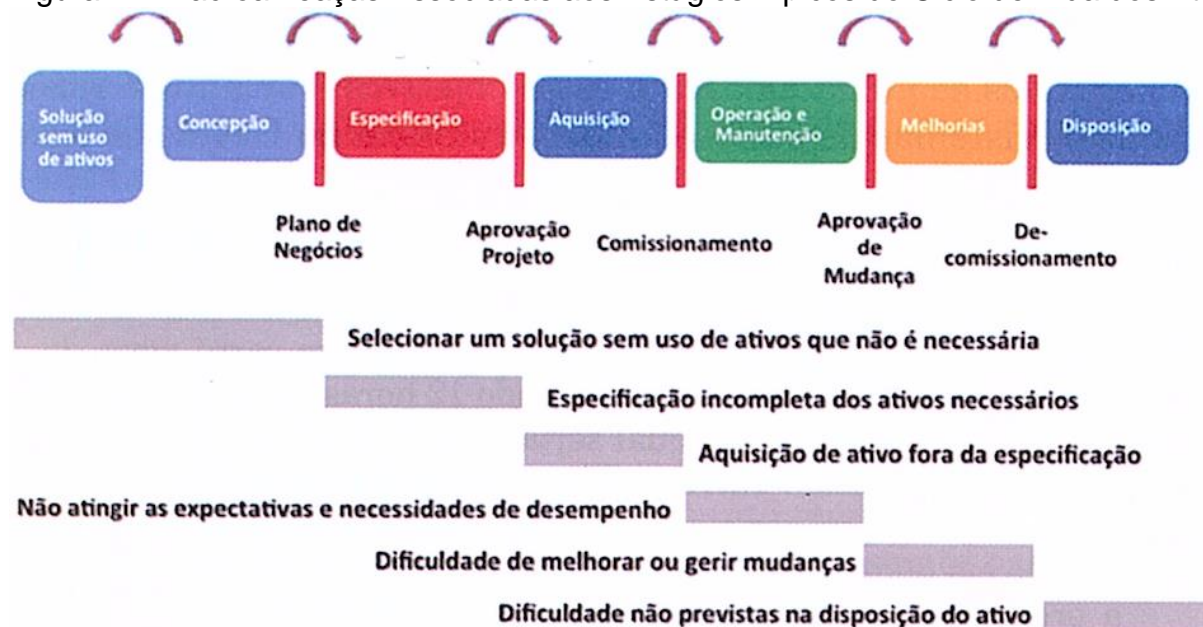 Solução
sem uso
de ativos
Concepção
Especificação
Aquisição
Operação e
Manutenção
Melhorias
Disposição
Plano de
Negócios
Aprovação
Projeto
Comissionamento
Aprovação
de
Mudança
De-
comissionamento
Selecionar um solução sem uso de ativos que não é necessária
Especificação incompleta dos ativos necessários
Aquisição de ativo fora da especificação
Não atingir as expectativas e necessidades de desempenho
Dificuldade de melhorar ou gerir mudanças
Dificuldade não previstas na disposição do ativo